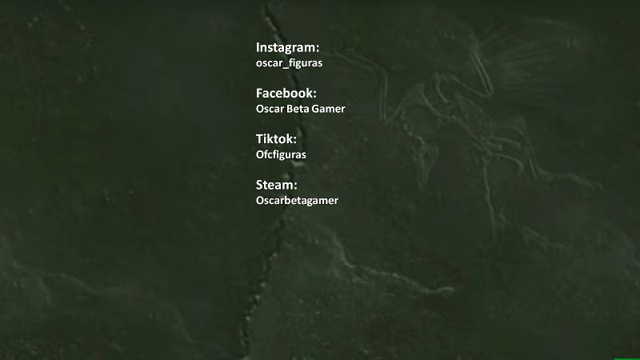 Instagram:
oscar_figuras
Facebook:
Oscar Beta Gamer
Tiktok:
Ofcfiguras
Steam:
Oscarbetagamer